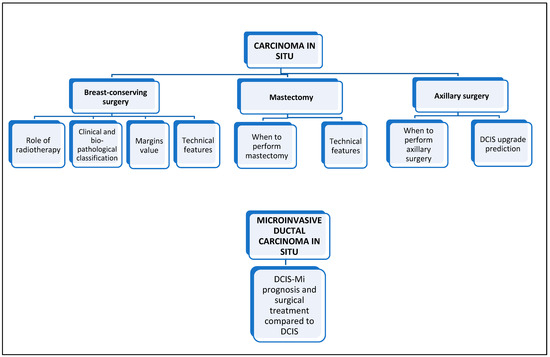 CARCINOMA IN
SITU
Breast-conserving
surgery
Mastectomy
Axillary surgery
Role of
radiotherapy
Clinical and
bio-
pathological
classification
Margins
value
Technical
features
When to
perform
mastectomy
Technical
features
When to
perform
axillary
surgery
DCIS upgrade
prediction
MICROINVASIVE
DUCTAL
CARCINOMA IN
SITU
DCIS-Mi
prognosis and
surgical
treatment
compared to
DCIS